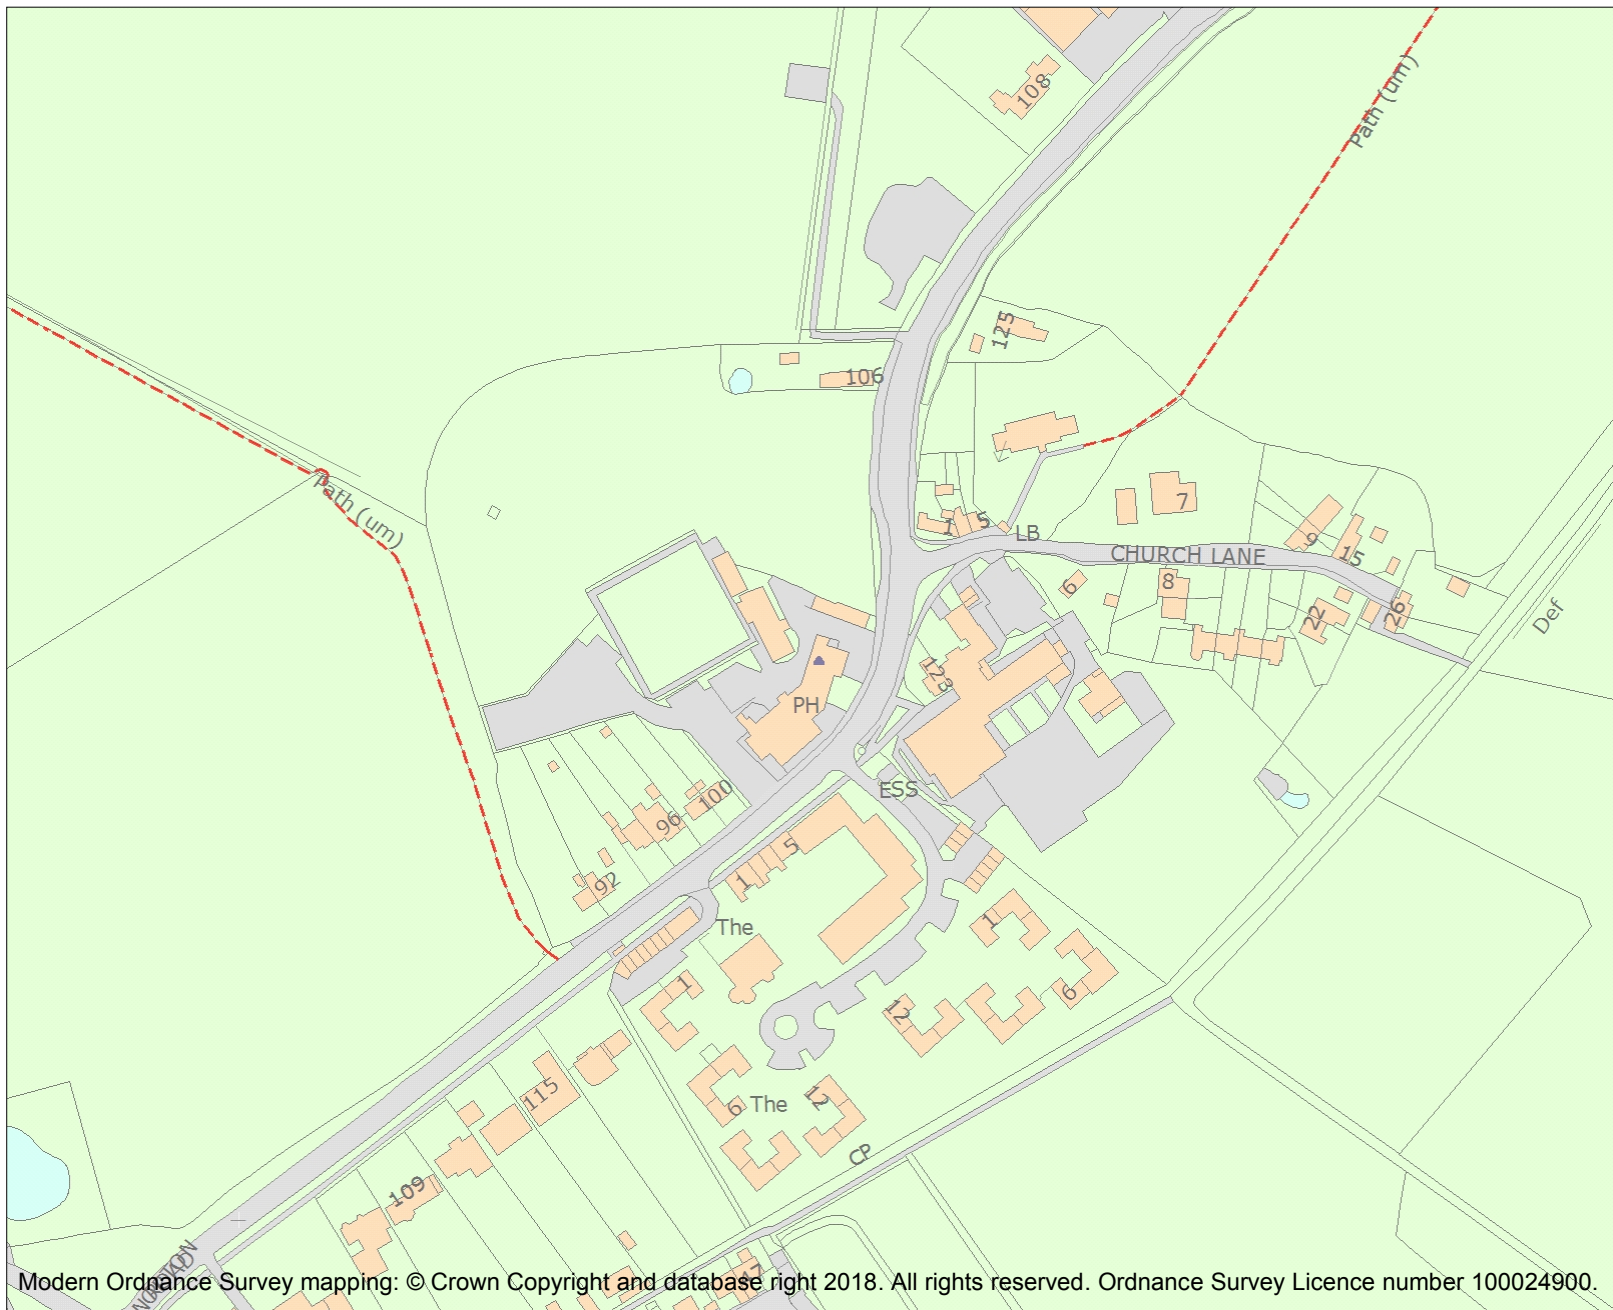 108
Path (um)
125
106
Path (um)
1
5
LB
7
CHURCH LANE
9
15
6
8
22
26
Def
123
PH
ESS
100
96
92
5
1
The
1
1
6
12
115
6
The
12
CP
109
Modern Ordnance Survey mapping: © Crown Copyright and database right 2018. All rights reserved. Ordnance Survey Licence number 100024900.